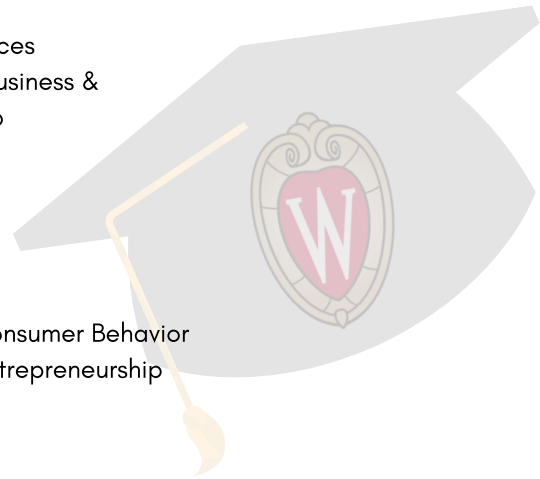 ces
usiness &
W
onsumer Behavior
trepreneurship